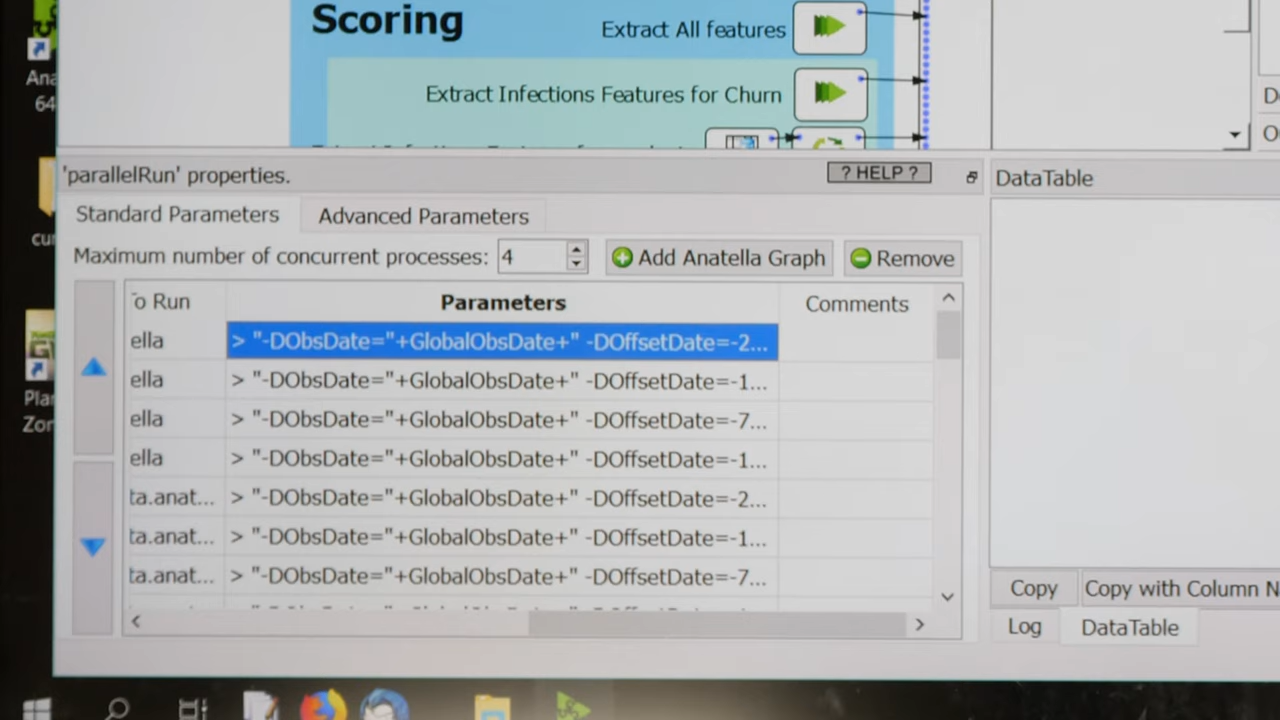 Scoring
Extract All features
Extract Infections Features for Churn
Ana
64
'parallelRun' properties.
? HELP ?
DataTable
Standard Parameters
Advanced Parameters
Maximum number of concurrent processes: 4
Add Anatella Graph
Remove
o Run
Parameters
Comments
ella
> "-DObsDate="+GlobalObsDate+" -DOffsetDate=-2...
ella
> "-DObsDate="+GlobalObsDate+" -DOffsetDate=-1...
ella
> "-DObsDate="+GlobalObsDate+" -DOffsetDate=-7...
ella
> "-DObsDate="+GlobalObsDate+" -DOffsetDate=-1...
ta.anat...
> "-DObsDate="+GlobalObsDate+" -DOffsetDate=-2...
ta.anat...
> "-DObsDate="+GlobalObsDate+" -DOffsetDate=-1...
ta.anat...
> "-DObsDate="+GlobalObsDate+" -DOffsetDate=-7...
Copy
Copy with Column N
Log
DataTable